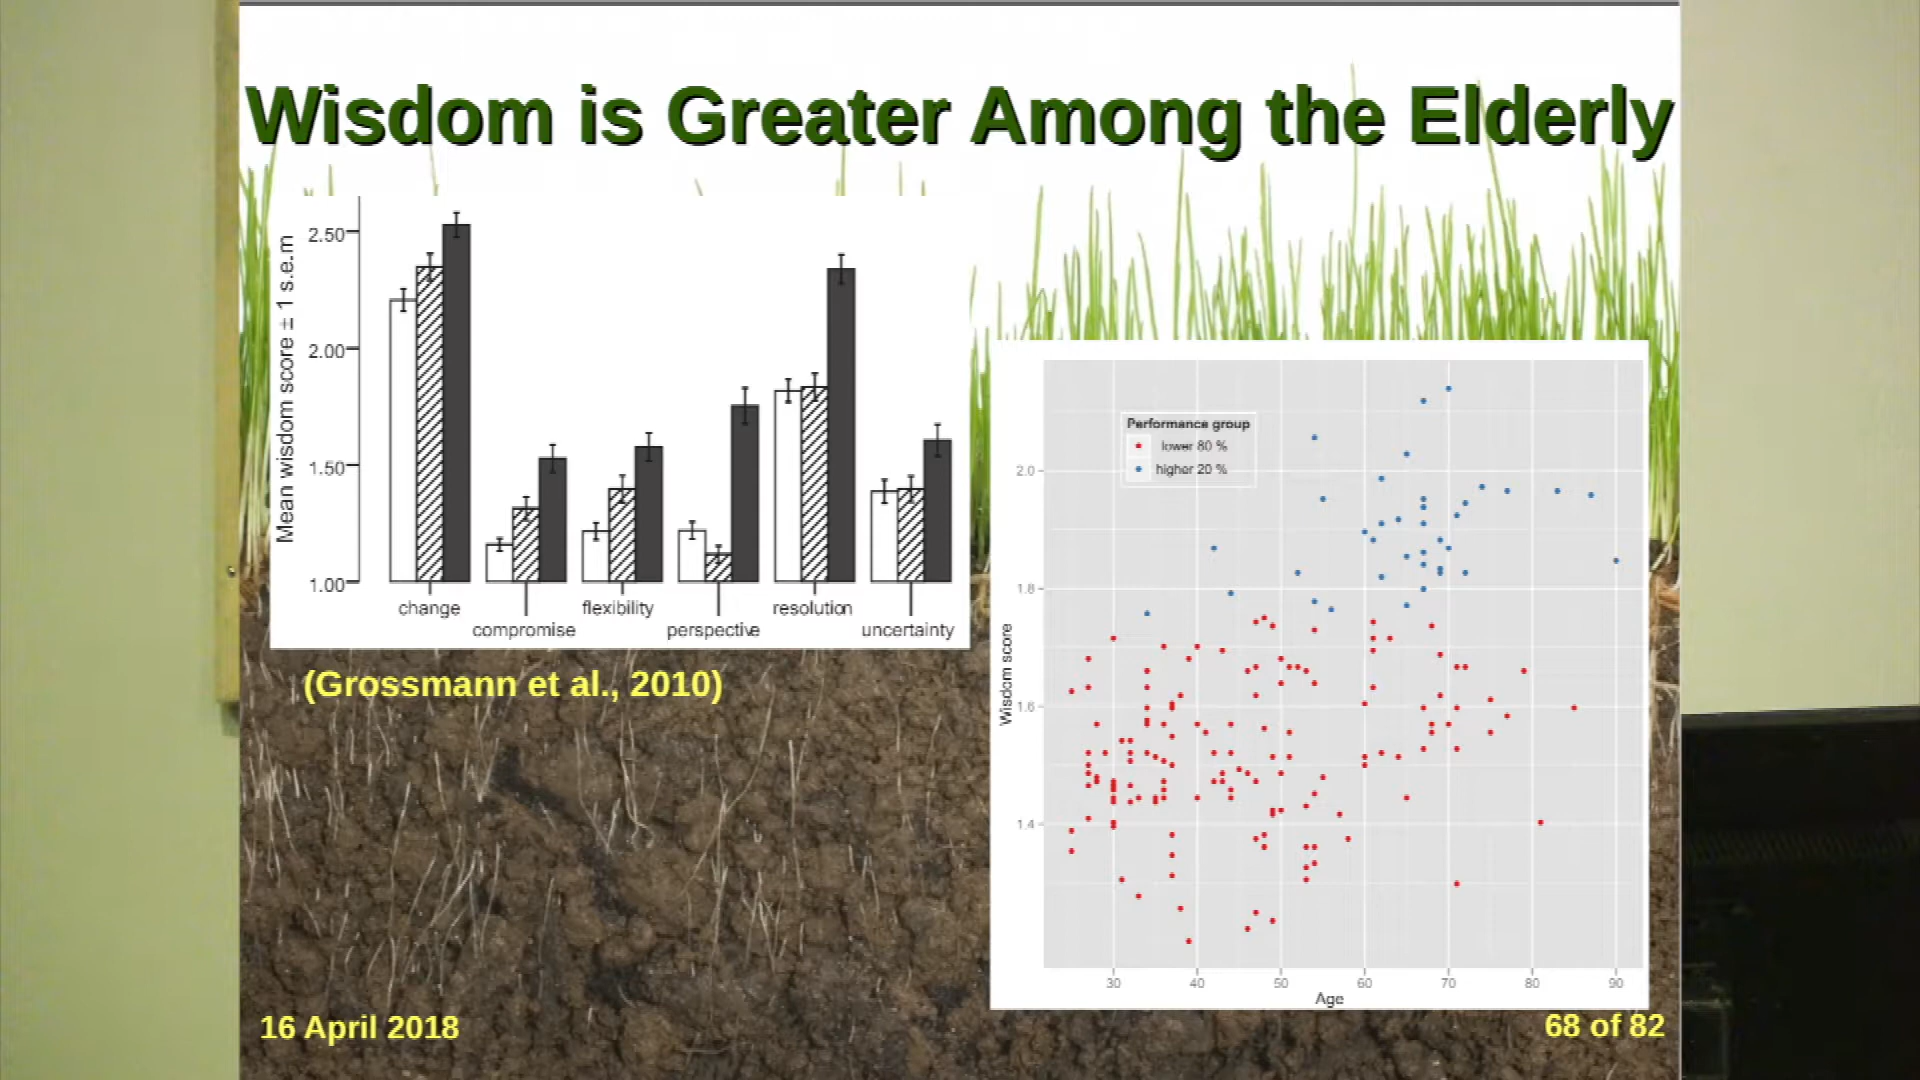 Wisdom is Greater Among the Elderly
Mean wisdom score ± 1 s.e.m
2.50
2.00
1.50
1.00
change
compromise
flexibility
perspective
resolution
uncertainty
(Grossmann et al., 2010)
Performance group
lower 80 %
higher 20 %
Wisdom score
2.0
1.8
1.6
1.4
30 40 50 60 70 80 90
Age
16 April 2018
68 of 82